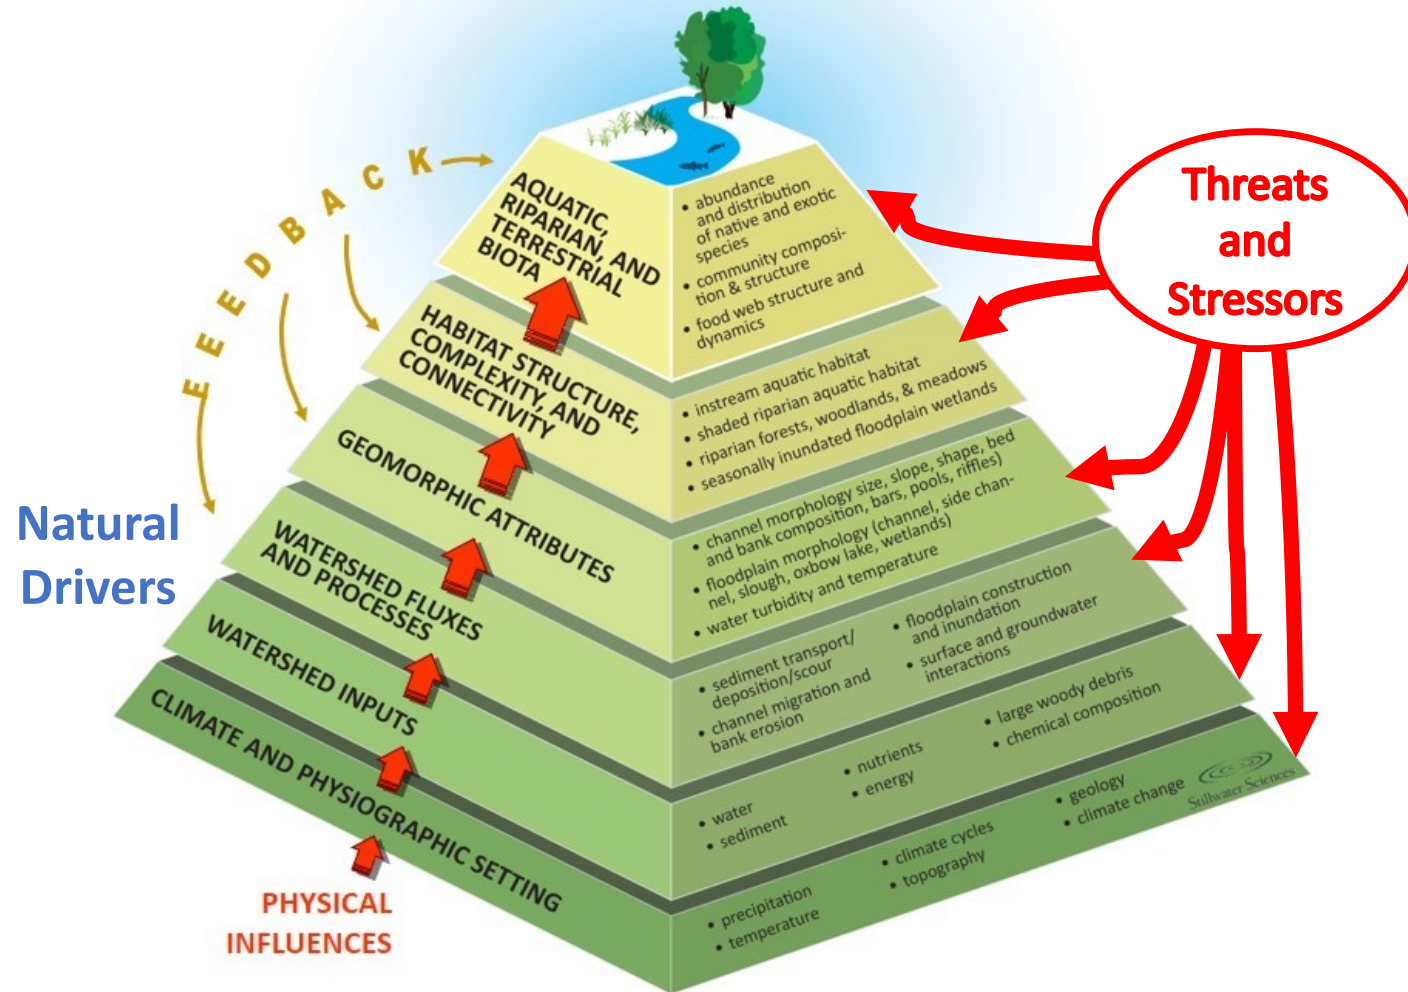 FEEDBACK
AQUATIC,
RIPARIAN, AND
TERRESTRIAL
BIOTA
• abundance
and distribution
of native and exotic
species
• community composi-
tion & structure
• food web structure and
dynamics
Threats
and
Stressors
HABITAT STRUCTURE,
COMPLEXITY, AND
CONNECTIVITY
• instream aquatic habitat
• shaded riparian aquatic habitat
• riparian forests, woodlands, & meadows
• seasonally inundated floodplain wetlands
GEOMORPHIC ATTRIBUTES
• channel morphology size, slope, shape, bed
and bank composition, bars, pools, riffles)
• floodplain morphology (channel, side chan-
nel, slough, oxbow lake, wetlands)
• water turbidity and temperature
Natural
Drivers
WATERSHED FLUXES
AND PROCESSES
• sediment transport/
deposition/scour
• channel migration and
bank erosion
• floodplain construction
and inundation
• surface and groundwater
interactions
WATERSHED INPUTS
• water
• sediment
• nutrients
• energy
• large woody debris
• chemical composition
CLIMATE AND PHYSIOGRAPHIC SETTING
• precipitation
• temperature
• climate cycles
• topography
• geology
• climate change
Stillwater Sciences
PHYSICAL
INFLUENCES